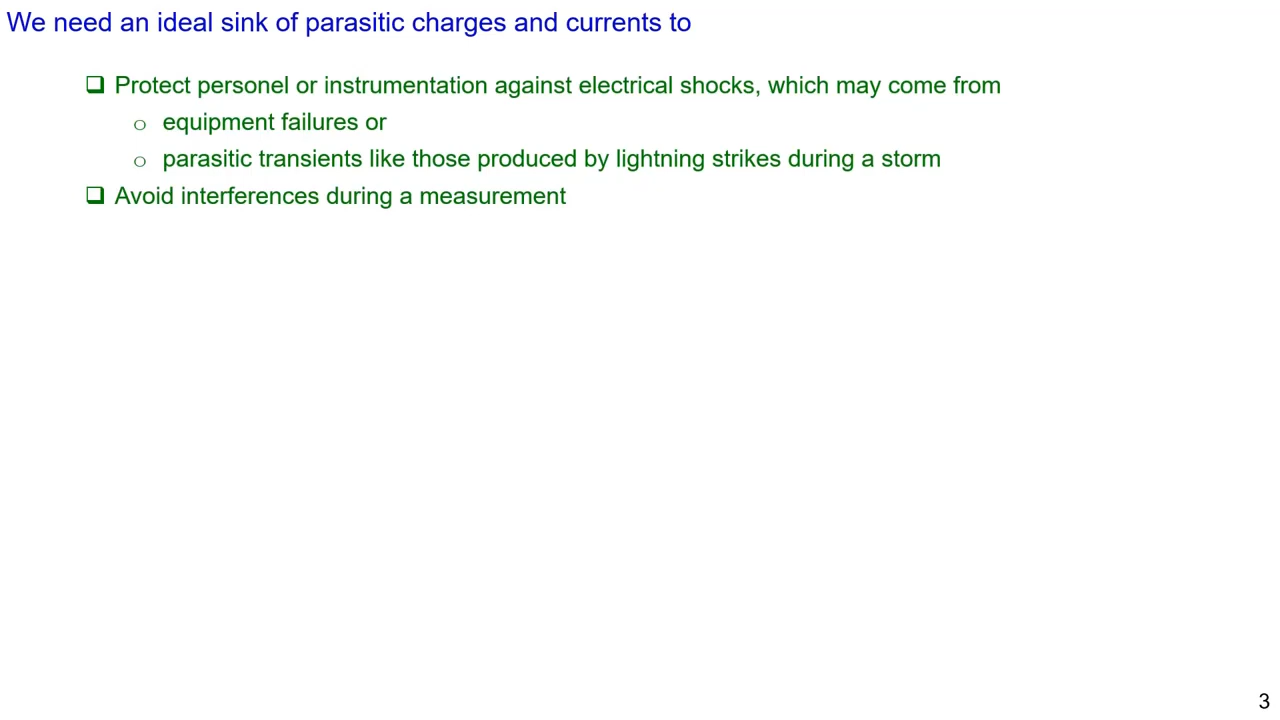 We need an ideal sink of parasitic charges and currents to
❑ Protect personel or instrumentation against electrical shocks, which may come from
○ equipment failures or
○ parasitic transients like those produced by lightning strikes during a storm
❑ Avoid interferences during a measurement
3